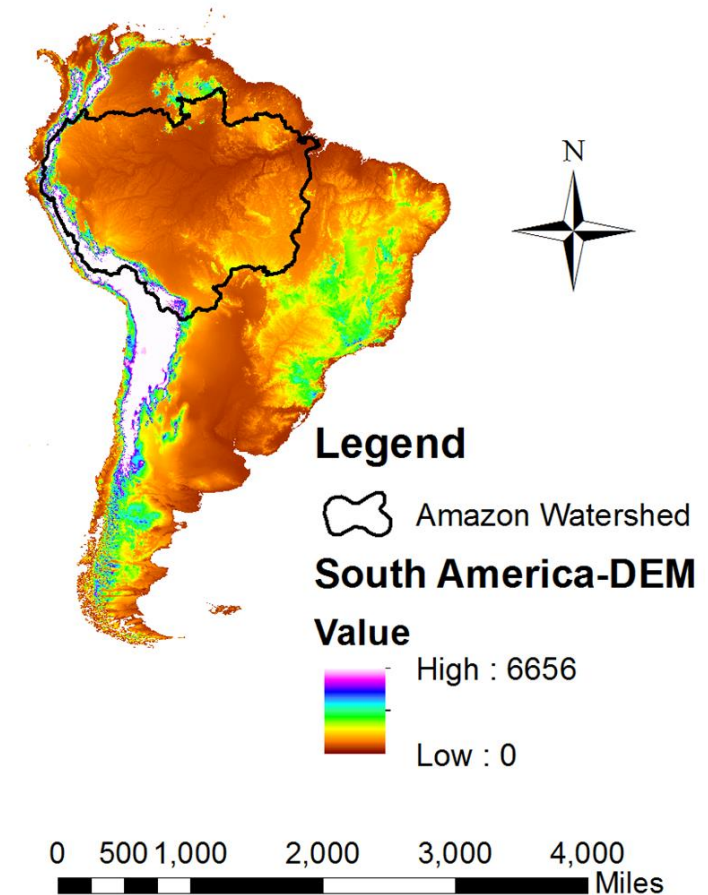 N
Legend
Amazon Watershed
South America-DEM
Value
High : 6656
Low : 0
0 500 1,000 2,000 3,000 4,000
Miles